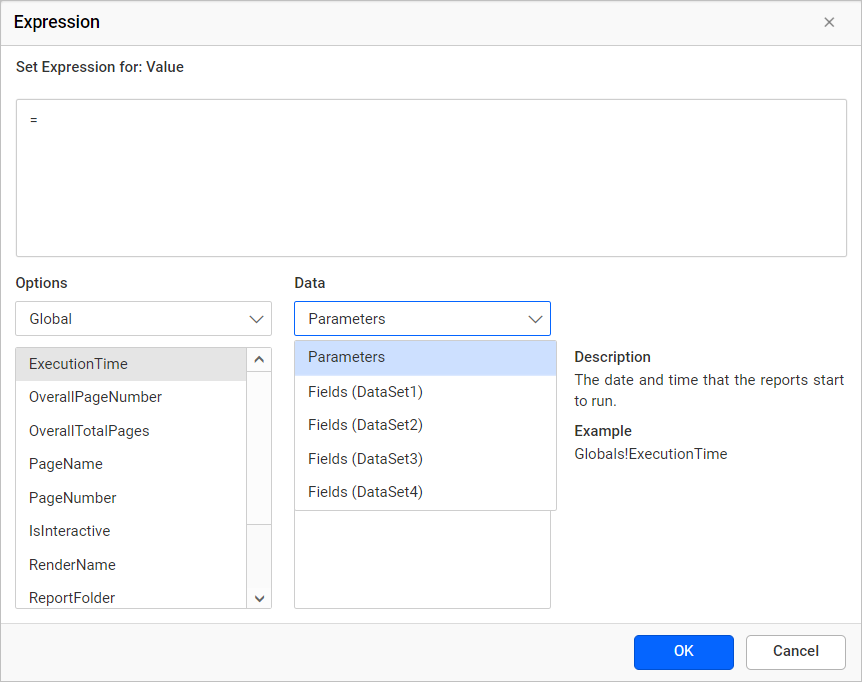 Expression
Set Expression for: Value
=
Options
Global
ExecutionTime
OverallPageNumber
OverallTotalPages
PageName
PageNumber
IsInteractive
RenderName
ReportFolder
Data
Parameters
Parameters
Fields (DataSet1)
Fields (DataSet2)
Fields (DataSet3)
Fields (DataSet4)
Description
The date and time that the reports start
to run.
Example
Globals!ExecutionTime
OK
Cancel